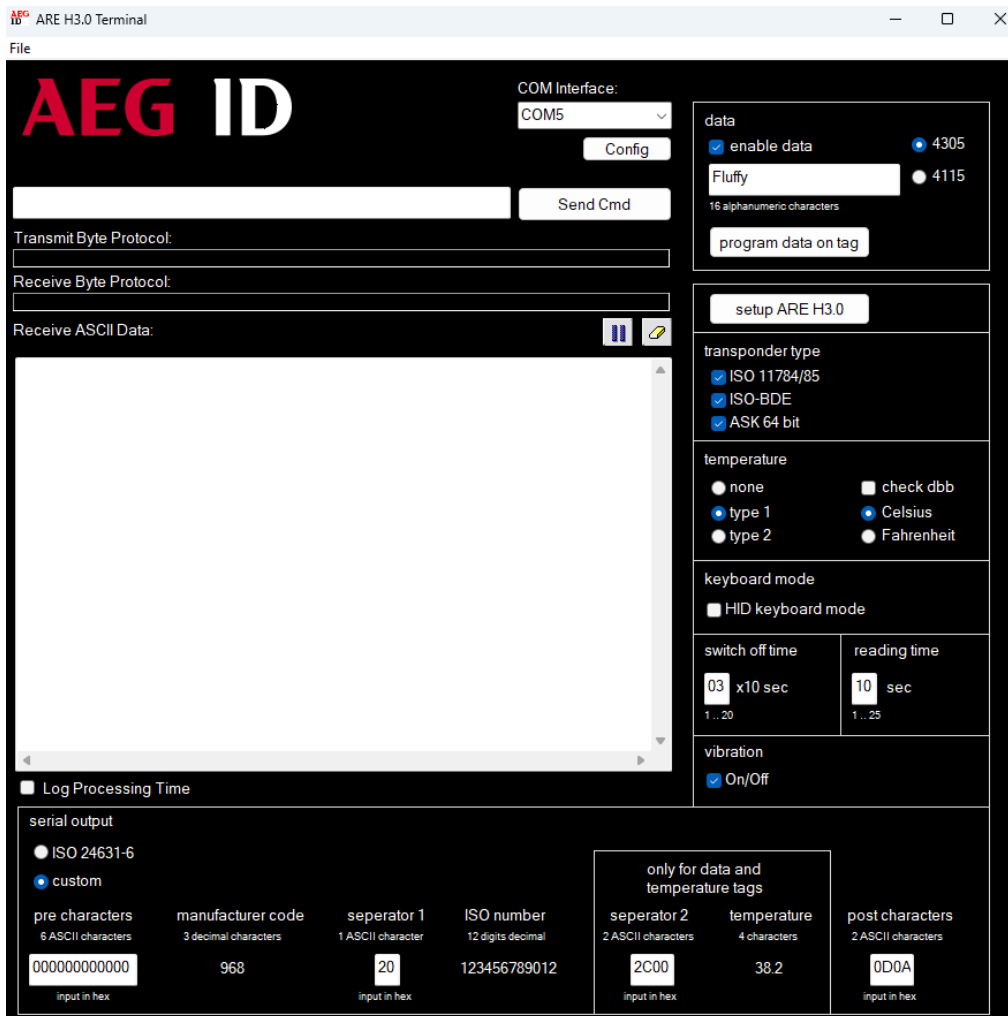 AEG ID ARE H3.0 Terminal
File
AEG ID
COM Interface:
COM5
Config
Send Cmd
Transmit Byte Protocol:
Receive Byte Protocol:
Receive ASCII Data:
Log Processing Time
data
enable data
4305
Fluffy
4115
16 alphanumeric characters
program data on tag
setup ARE H3.0
transponder type
ISO 11784/85
ISO-BDE
ASK 64 bit
temperature
none
check dbb
type 1
Celsius
type 2
Fahrenheit
keyboard mode
HID keyboard mode
switch off time
03 x10 sec
1 .. 20
reading time
10 sec
1 .. 25
vibration
On/Off
serial output
ISO 24631-6
custom
only for data and
temperature tags
pre characters manufacturer code seperator 1 ISO number seperator 2 temperature post characters
6 ASCII characters 3 decimal characters 1 ASCII character 12 digits decimal 2 ASCII characters 4 characters 2 ASCII characters
000000000000 968 20 123456789012 2C00 38.2 0D0A
input in hex input in hex input in hex input in hex